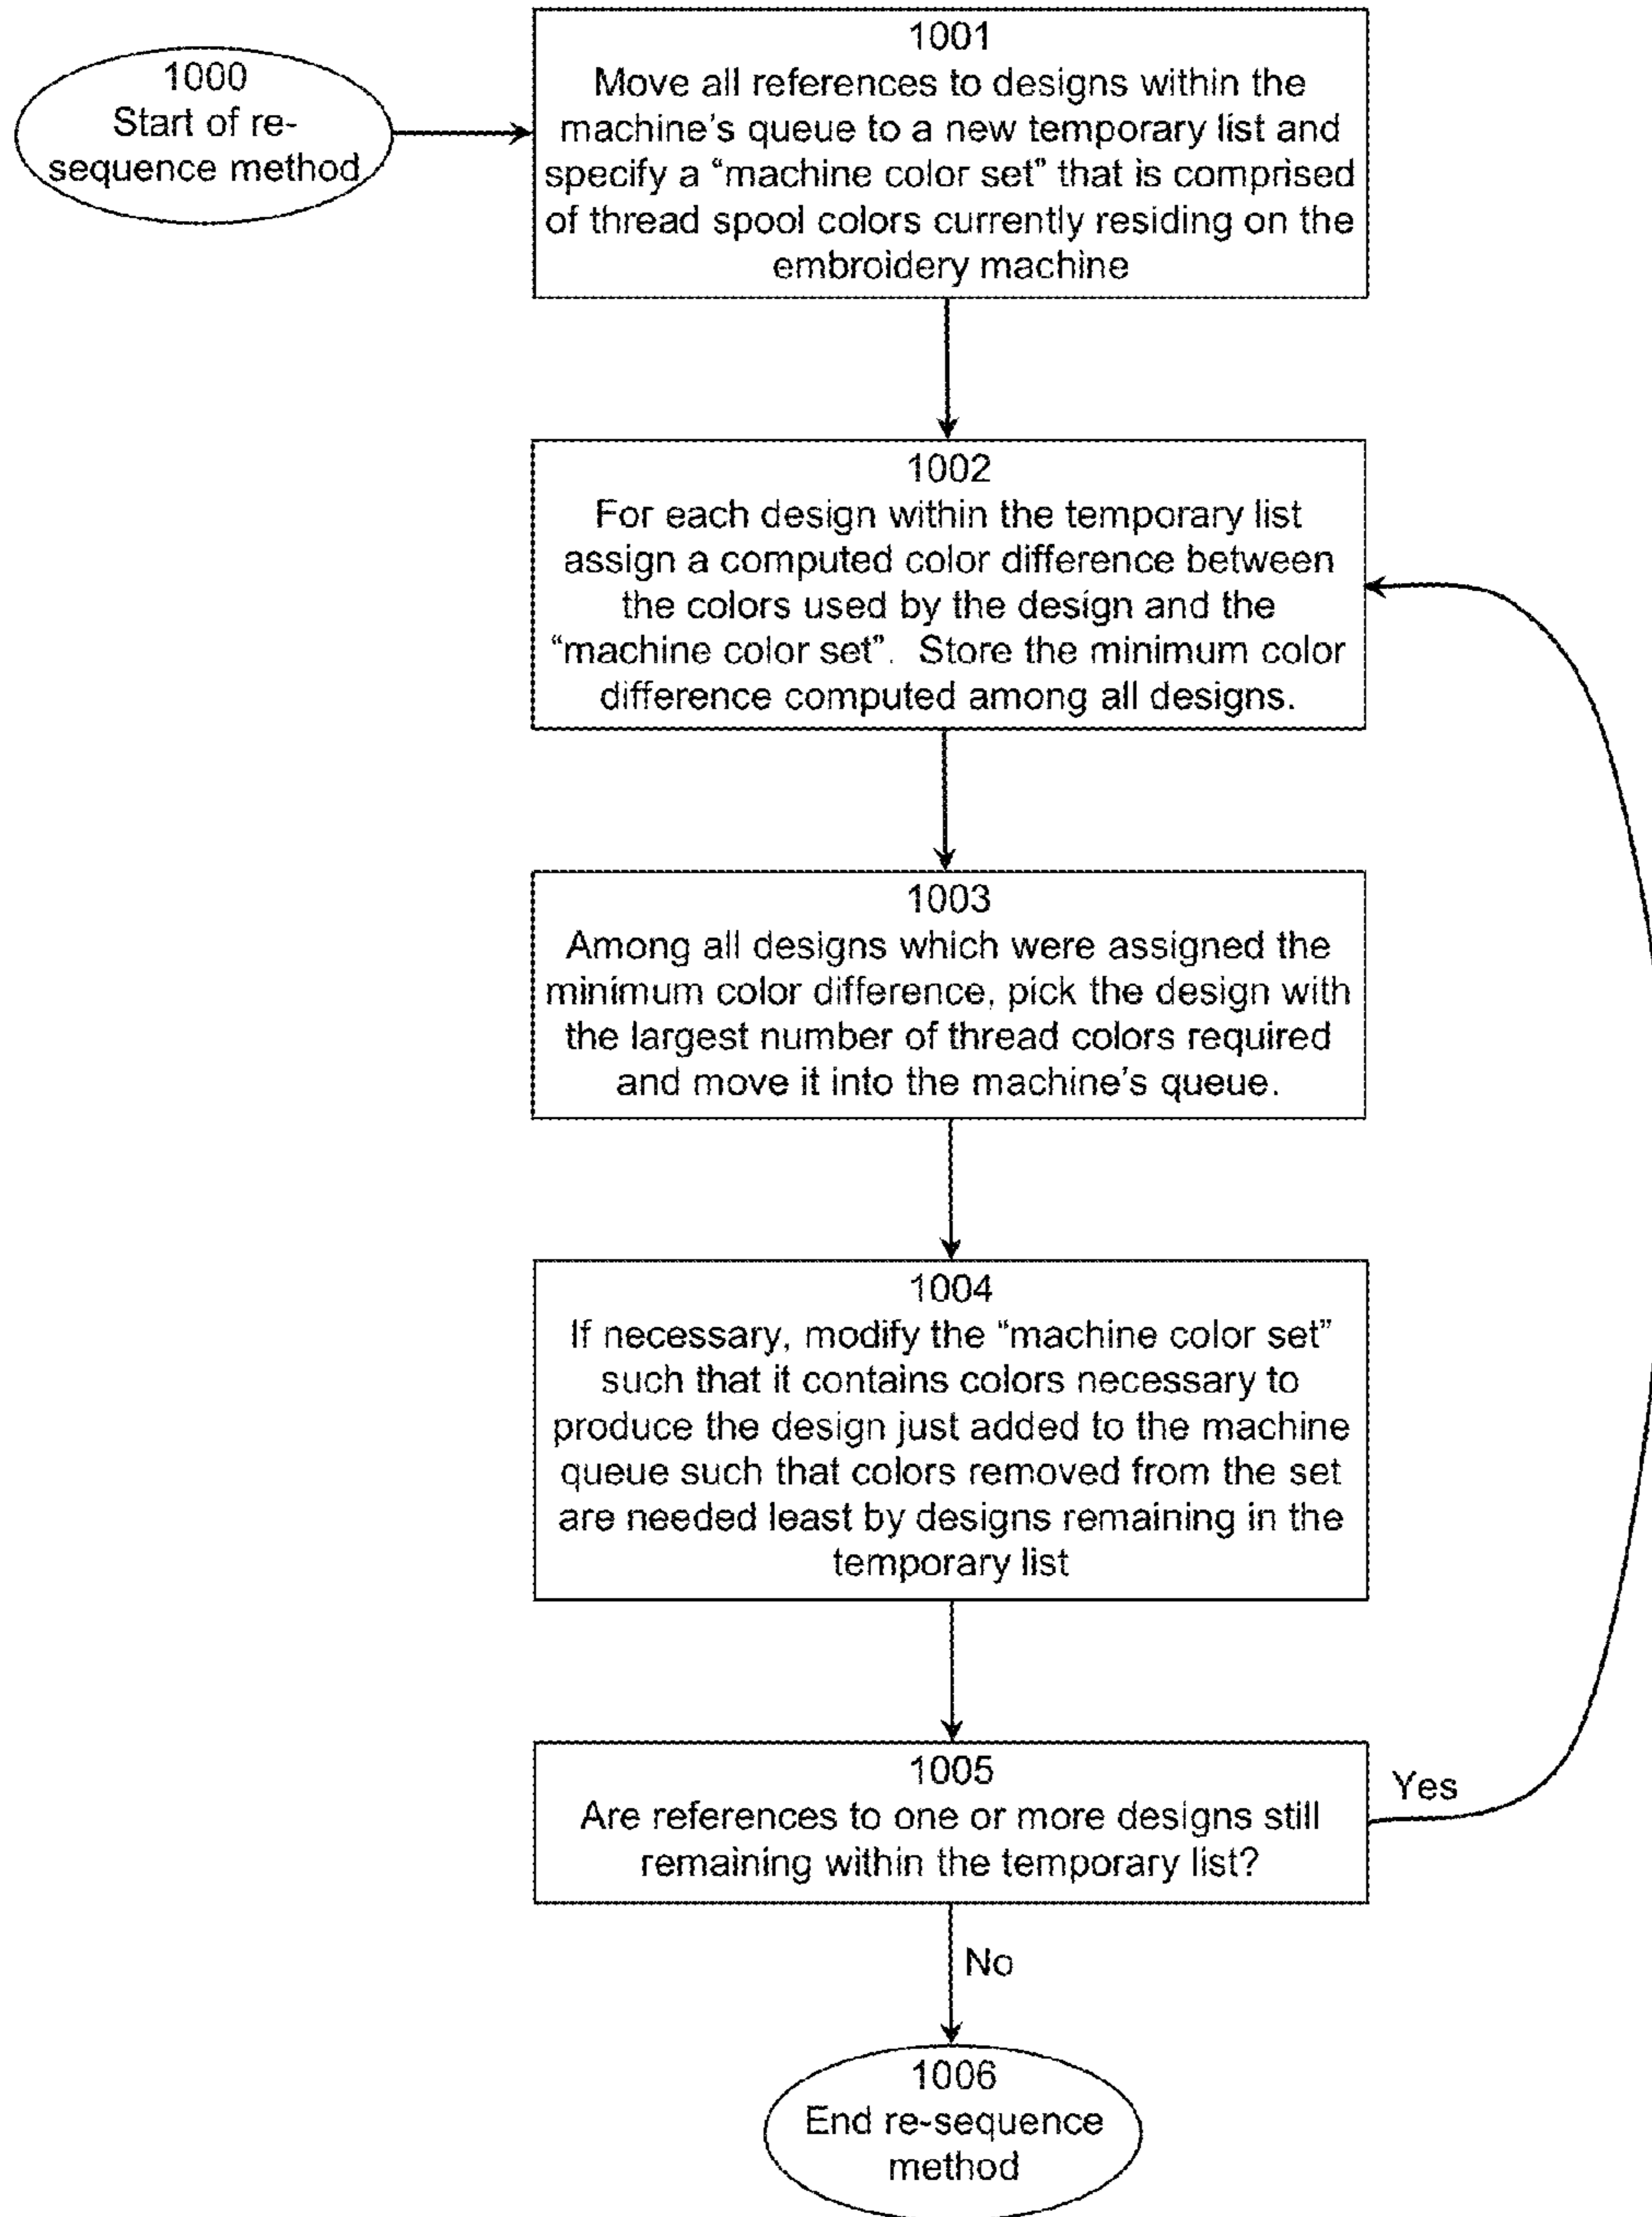 1000
Start of re-
sequence method
1001
Move all references to designs within the
machine's queue to a new temporary list and
specify a “machine color set” that is comprised
of thread spool colors currently residing on the
embroidery machine
1002
For each design within the temporary list
assign a computed color difference between
the colors used by the design and the
“machine color set”. Store the minimum color
difference computed among all designs.
1003
Among all designs which were assigned the
minimum color difference, pick the design with
the largest number of thread colors required
and move it into the machine's queue.
1004
If necessary, modify the “machine color set”
such that it contains colors necessary to
produce the design just added to the machine
queue such that colors removed from the set
are needed least by designs remaining in the
temporary list
1005
Are references to one or more designs still
remaining within the temporary list?
Yes
No
1006
End re-sequence
method